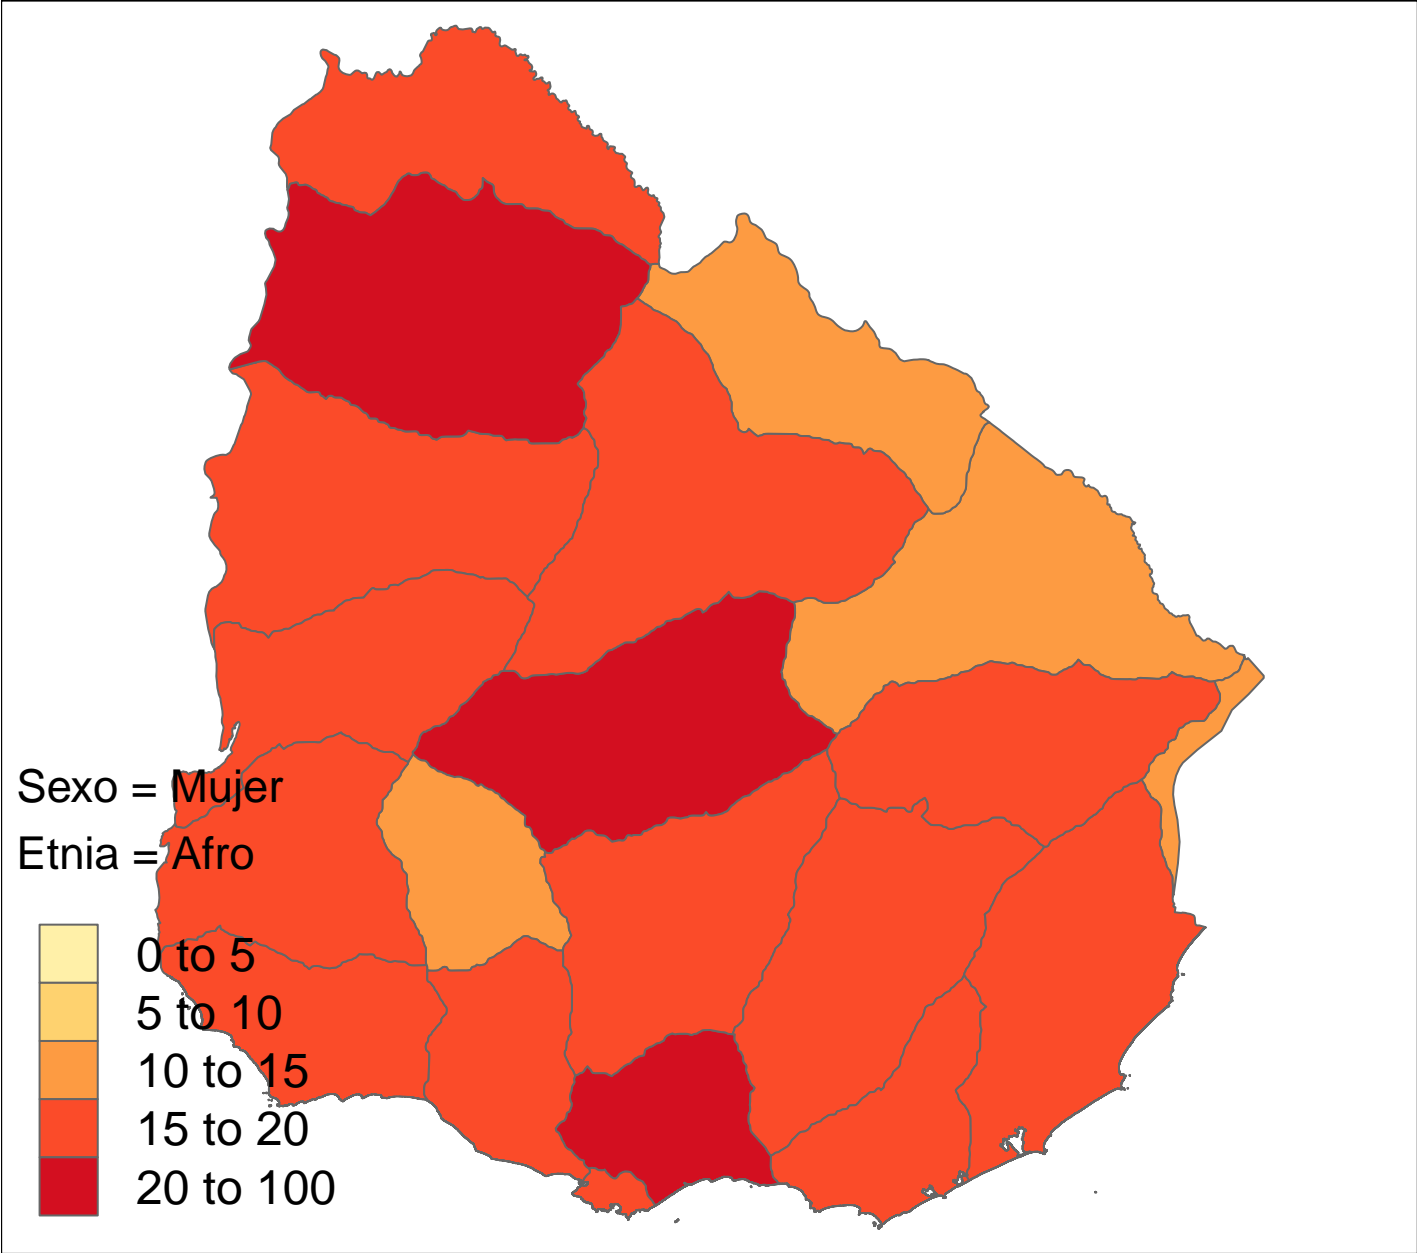 Sexo = Mujer
Etnia = Afro
0 to 5
5 to 10
10 to 15
15 to 20
20 to 100